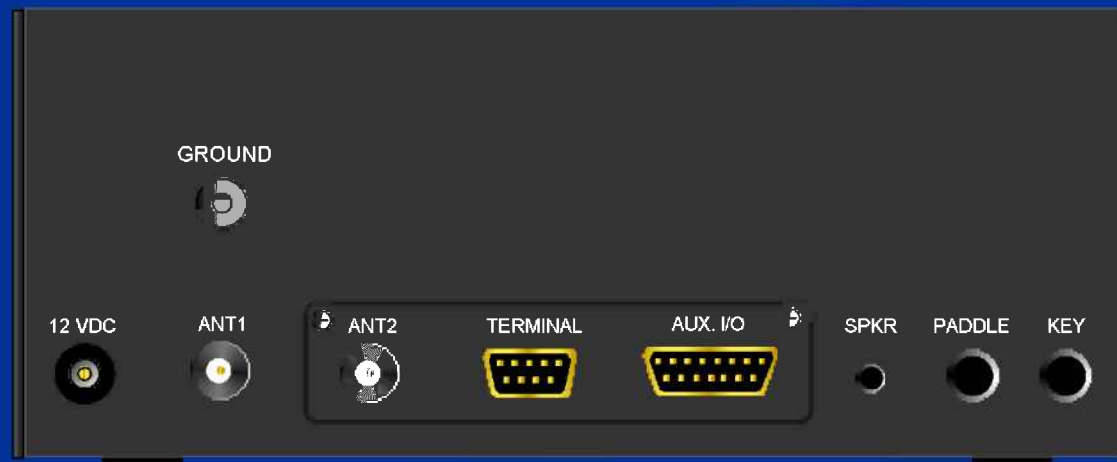 GROUND
12 VDC
ANT1
ANT2
TERMINAL
AUX. I/O
SPKR
PADDLE
KEY